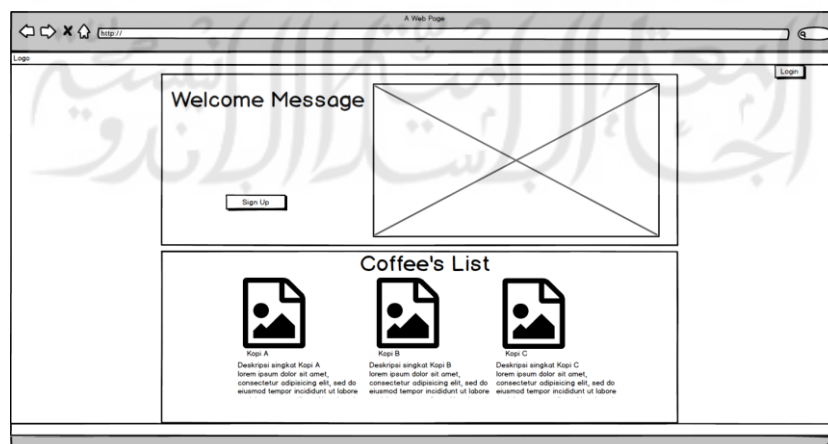 A Web Page
http://
Logo
Login
Welcome Message
Sign Up
Coffee's List
Kopi A
Kopi B
Kopi C
Deskripsi singkat Kopi A
lorem ipsum dolor sit amet,
consectetur adipisicing elit, sed do
eiusmod tempor incididunt ut labore
Deskripsi singkat Kopi B
lorem ipsum dolor sit amet,
consectetur adipisicing elit, sed do
eiusmod tempor incididunt ut labore
Deskripsi singkat Kopi C
lorem ipsum dolor sit amet,
consectetur adipisicing elit, sed do
eiusmod tempor incididunt ut labore